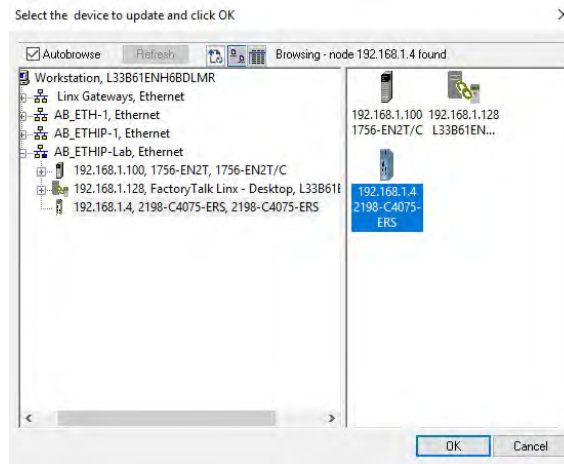 Select the device to update and click OK
Autobrowse Refresh Browsing - node 192.168.1.4 found
Workstation, L33B61ENH6BDLMR
Linx Gateways, Ethernet
AB_ETH-1, Ethernet
AB_ETHIP-1, Ethernet
AB_ETHIP-Lab, Ethernet
192.168.1.100, 1756-EN2T, 1756-EN2T/C
192.168.1.128, FactoryTalk Linx - Desktop, L33B61E
192.168.1.4, 2198-C4075-ERS, 2198-C4075-ERS
192.168.1.100
1756-EN2T/C
192.168.1.128
L33B61EN...
192.168.1.4
2198-C4075-
ERS
OK Cancel